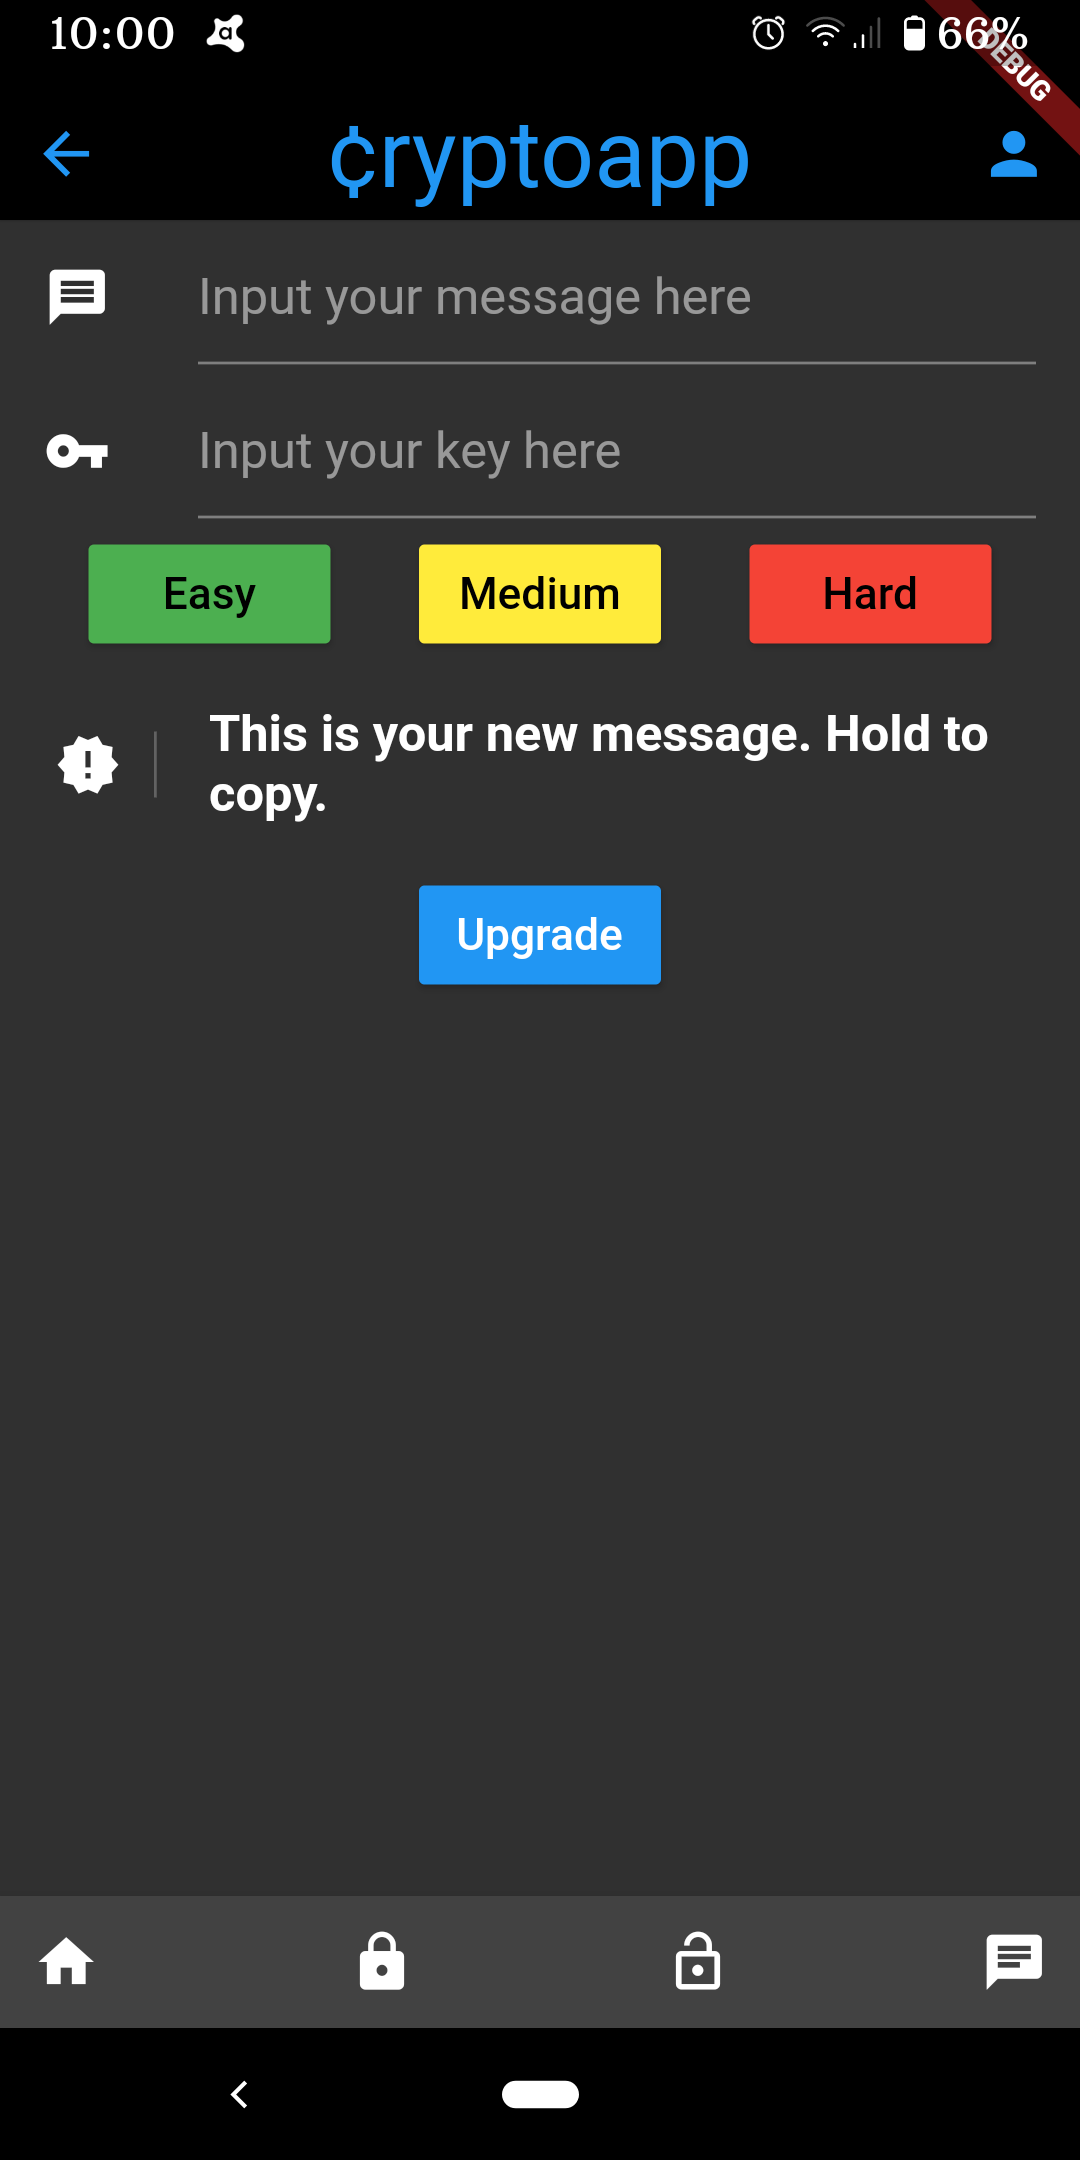 10:00
66%
DEBUG
¢ryptoapp
Input your message here
Input your key here
Easy
Medium
Hard
This is your new message. Hold to
copy.
Upgrade